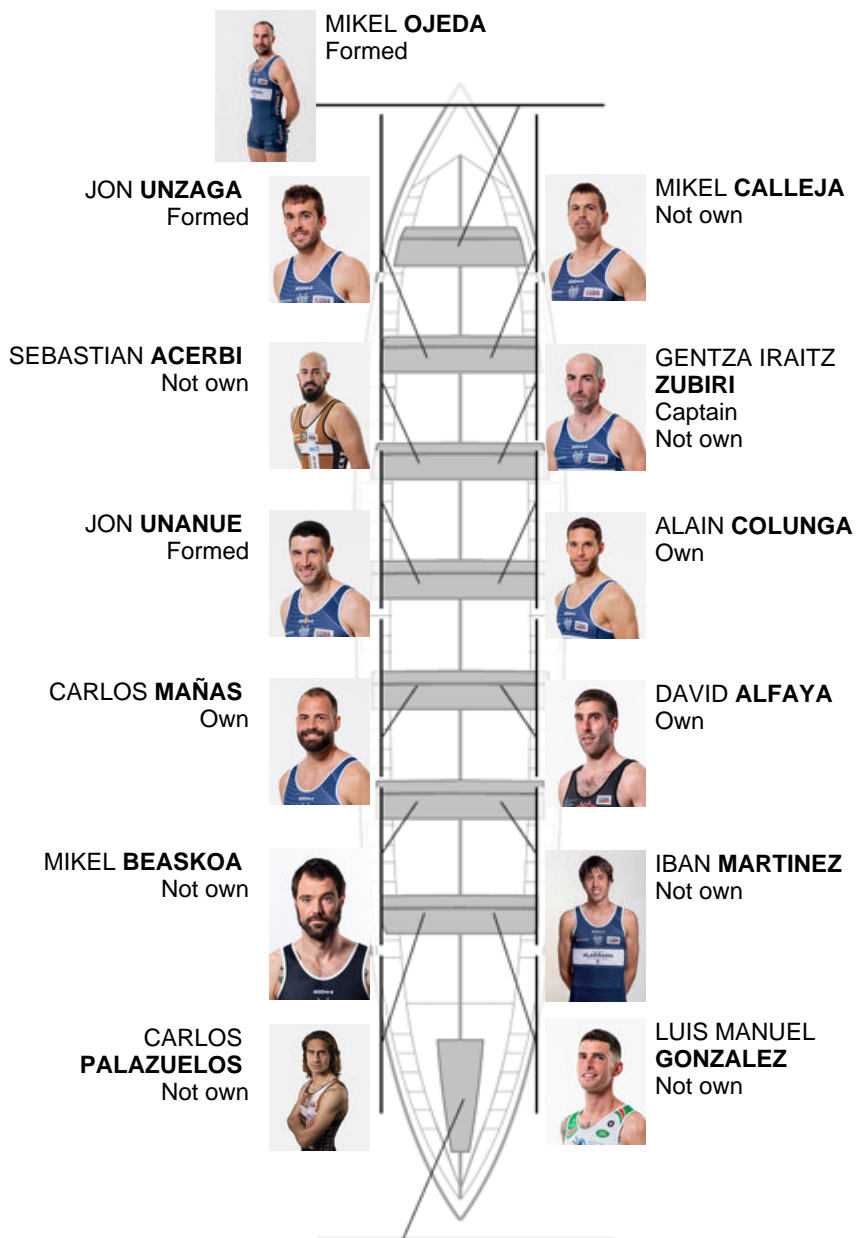 MIKEL OJEDA
Formed
JON UNZAGA
Formed
MIKEL CALLEJA
Not own
SEBASTIAN ACERBI
Not own
GENTZA IRAITZ
ZUBIRI
Captain
Not own
JON UNANUE
Formed
ALAIN COLUNGA
Own
CARLOS MAÑAS
Own
DAVID ALFAYA
Own
MIKEL BEASKOA
Not own
IBAN MARTINEZ
Not own
CARLOS
PALAZUELOS
Not own
LUIS MANUEL
GONZALEZ
Not own